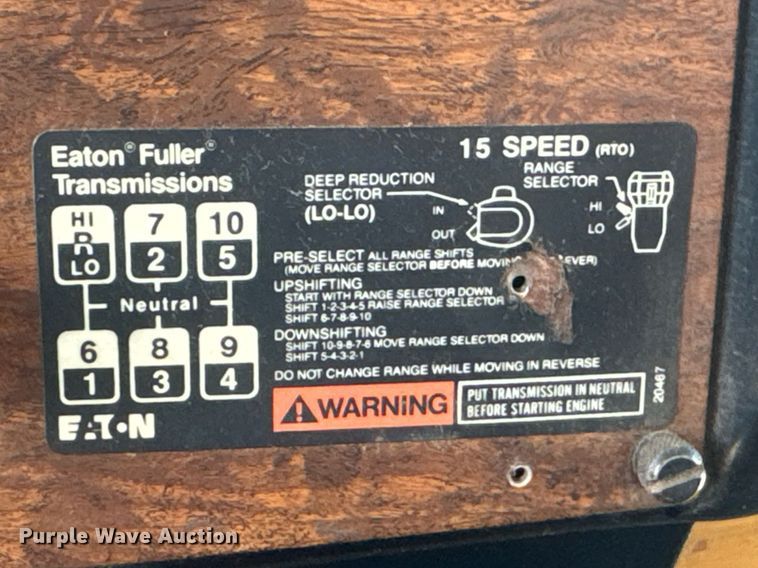 Eaton® Fuller®
Transmissions
15 SPEED (RTO)
DEEP REDUCTION
SELECTOR
(LO-LO)
IN
OUT
RANGE
SELECTOR
HI
LO
HI
R
LO
7
2
10
5
Neutral
6
1
8
3
9
4
EATON
PRE-SELECT ALL RANGE SHIFTS
(MOVE RANGE SELECTOR BEFORE
UPSHIFTING
START WITH RANGE SELECTOR DOWN
SHIFT 1-2-3-4-5 RAISE RANGE SELECTOR
SHIFT 6-7-8-9-10
DOWNSHIFTING
SHIFT 10-9-8-7-6 MOVE RANGE SELECTOR DOWN
SHIFT 5-4-3-2-1
DO NOT CHANGE RANGE WHILE MOVING IN REVERSE
WARNING
PUT TRANSMISSION IN NEUTRAL
BEFORE STARTING ENGINE
20467
Purple Wave Auction